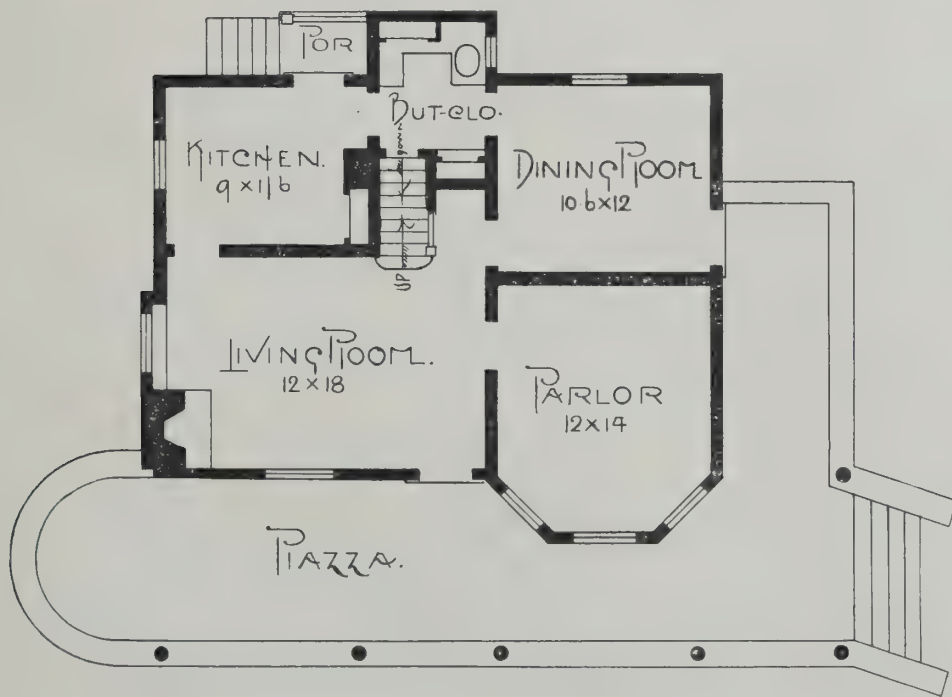 POR
BUT-CLO.
KITCHEN.
9 x 11/6
DINING ROOM
10-6 x 12
UP
LIVING ROOM.
12 x 18
PARLOR
12 x 14
PIAZZA.